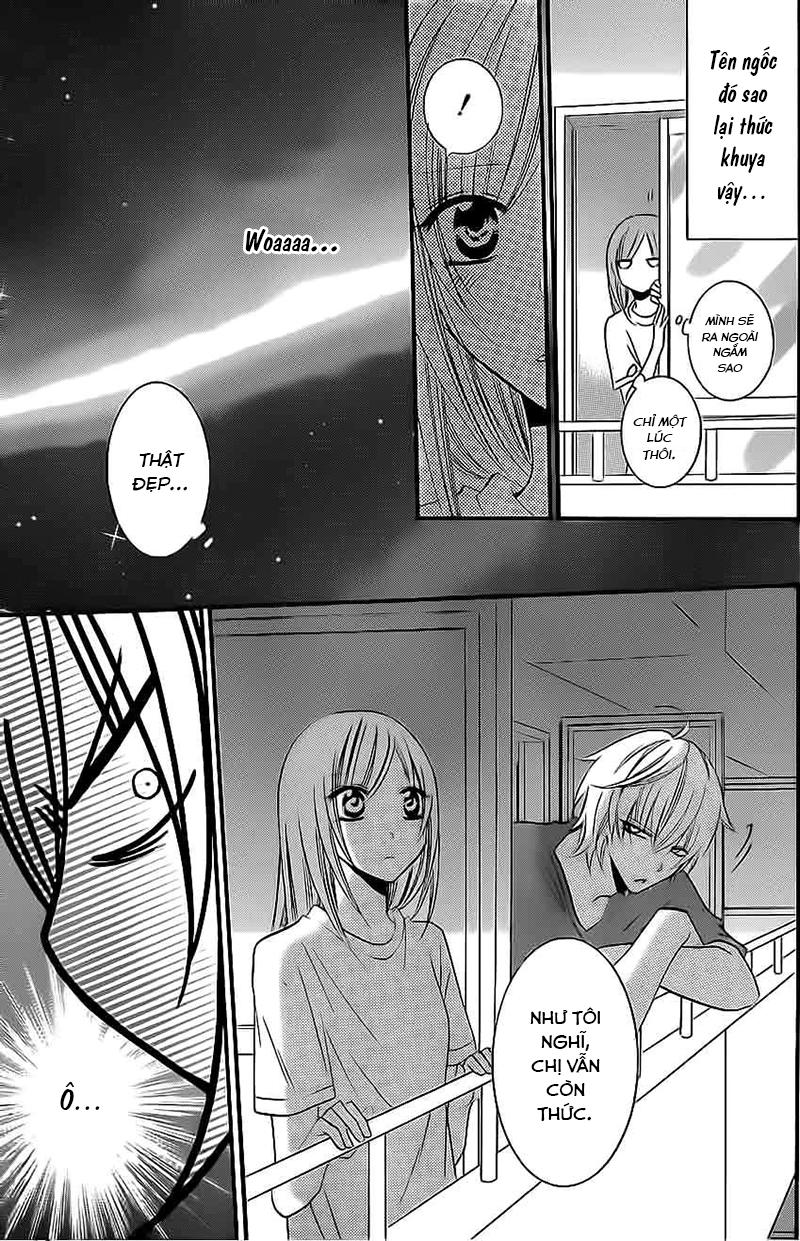 Tên ngốc
đó sao
lại thức
khuya
vậy...
MÌNH SẼ
RA NGOÀI
NGẮM
SAO
CHỈ MỘT
LÚC
THÔI.
!
Woaaaa...
THẬT
ĐẸP...
NHƯ TÔI
NGHĨ,
CHỊ VẪN
CÒN
THỨC.
Ô...